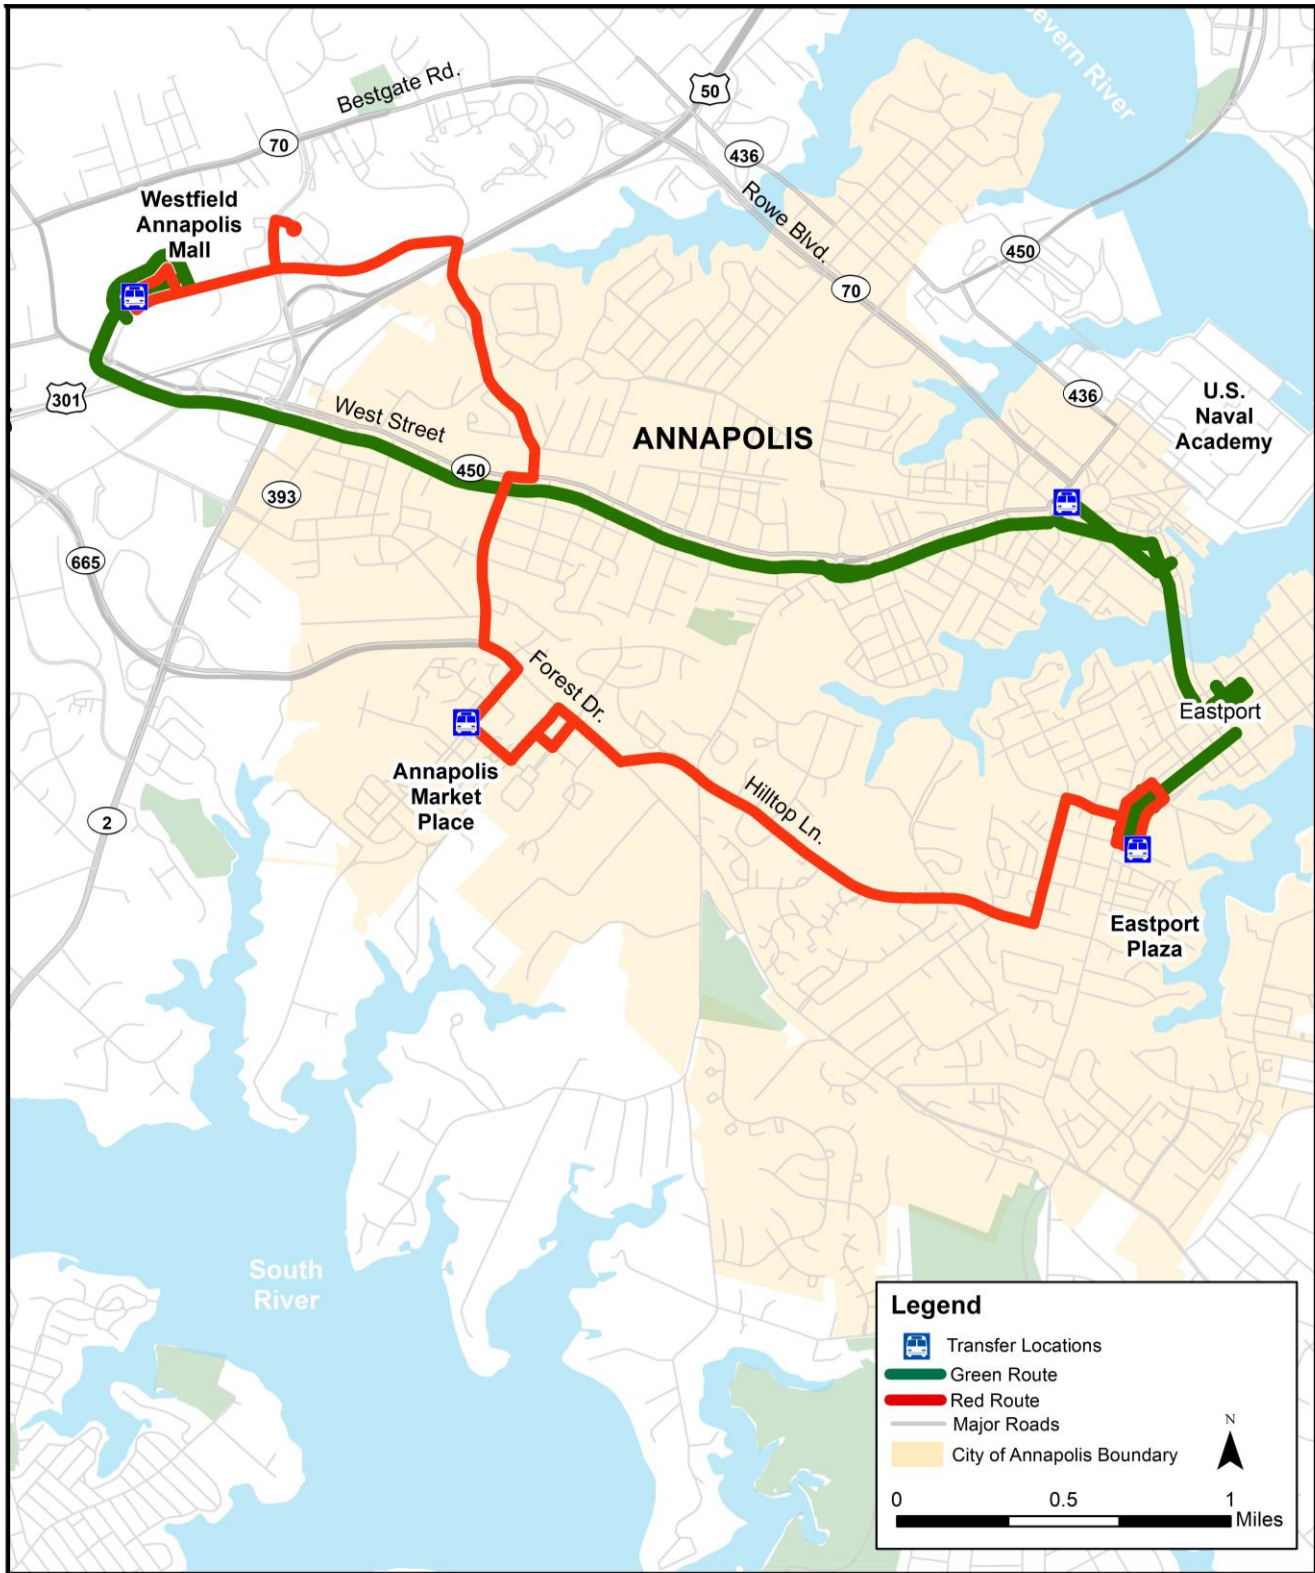 Severn River
50
Bestgate Rd.
70
436
Westfield
Annapolis
Mall
Rowe Blvd.
450
70
301
West Street
ANNAPOLIS
436
U.S.
Naval
Academy
450
393
665
Forest Dr.
Eastport
Annapolis
Market
Place
Hilltop Ln.
2
Eastport
Plaza
South
River
Legend
Transfer Locations
Green Route
Red Route
Major Roads
N
City of Annapolis Boundary
0 0.5 1
Miles